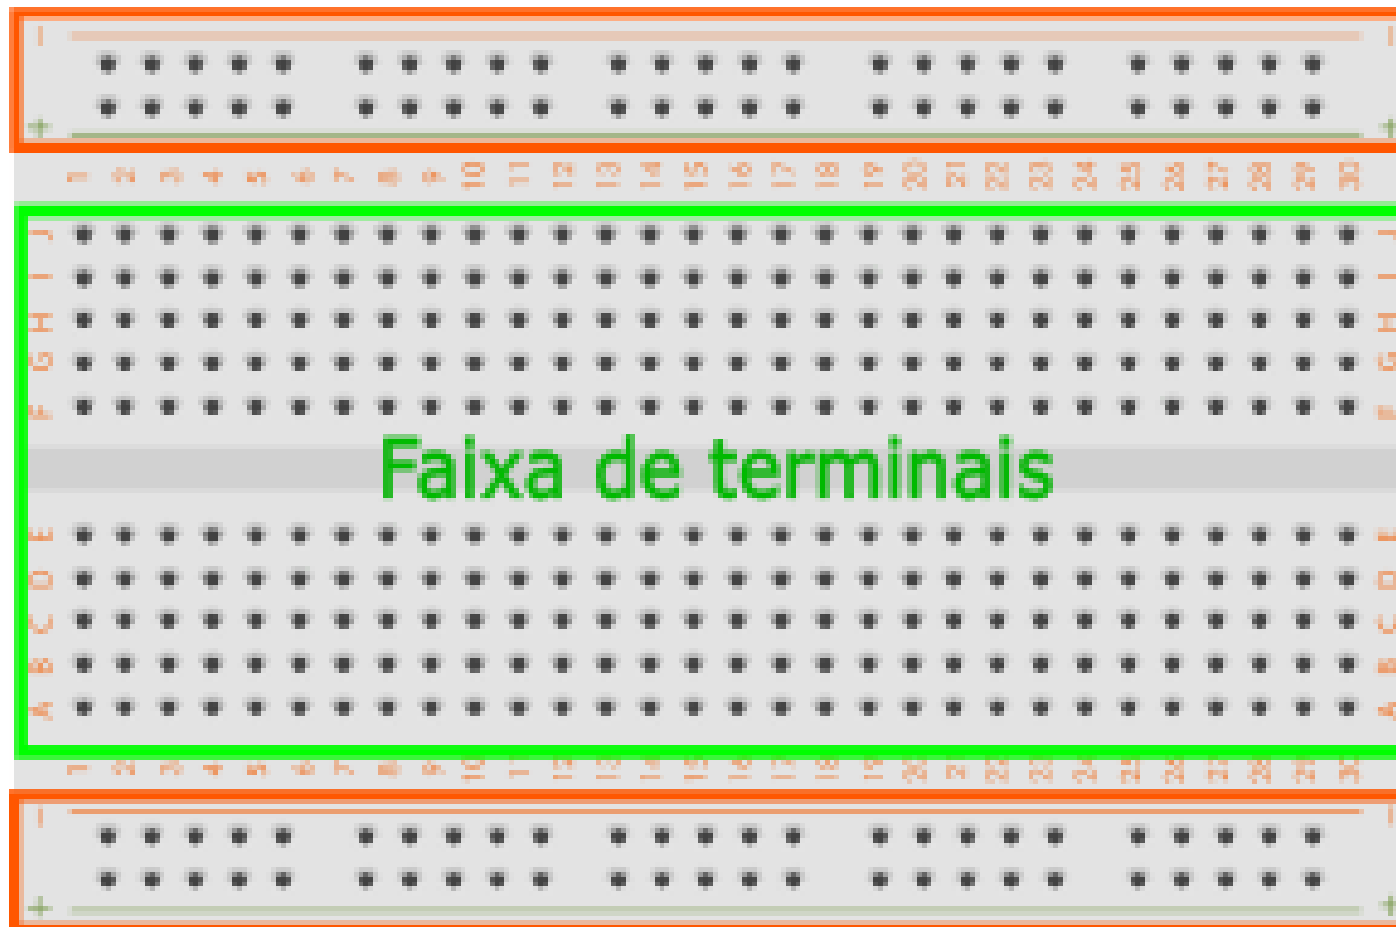 - -
+ +
1 2 3 4 5 6 7 8 9 10 11 12 13 14 15 16 17 18 19 20 21 22 23 24 25 26 27 28 29 30
J J
I I
H H
G G
F F
Faixa de terminais
E E
D D
C C
B B
A A
1 2 3 4 5 6 7 8 9 10 11 12 13 14 15 16 17 18 19 20 21 22 23 24 25 26 27 28 29 30
- -
+ +